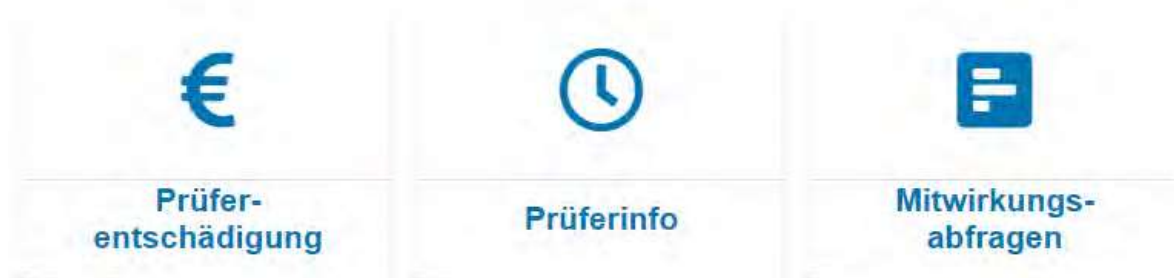 Prüfer-
entschädigung
Prüferinfo
Mitwirkungs-
abfragen